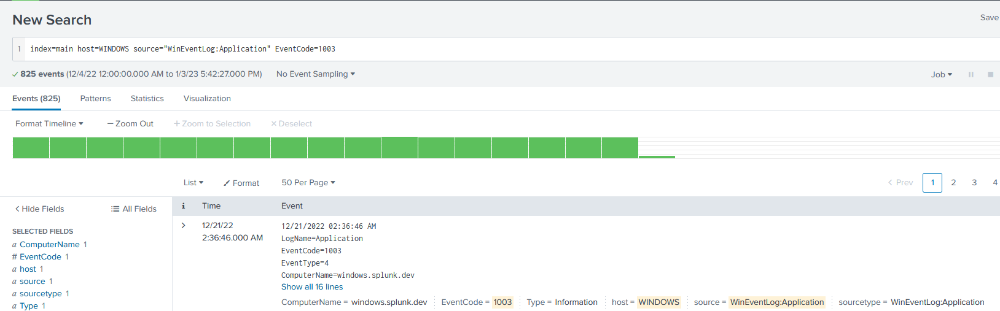 New Search
Save
1 index=main host=WINDOWS source="WinEventLog:Application" EventCode=1003
825 events (12/4/22 12:00:00.000 AM to 1/3/23 5:42:27.000 PM) No Event Sampling
Job
Events (825) Patterns Statistics Visualization
Format Timeline — Zoom Out + Zoom to Selection × Deselect
List Format 50 Per Page
< Prev 1 2 3 4
< Hide Fields All Fields
i Time Event
SELECTED FIELDS
a ComputerName 1
# EventCode 1
a host 1
a source 1
a sourcetype 1
a Type 1
> 12/21/22
2:36:46.000 AM
12/21/2022 02:36:46 AM
LogName=Application
EventCode=1003
EventType=4
ComputerName=windows.splunk.dev
Show all 16 lines
ComputerName = windows.splunk.dev EventCode = 1003 Type = Information host = WINDOWS source = WinEventLog:Application sourcetype = WinEventLog:Application